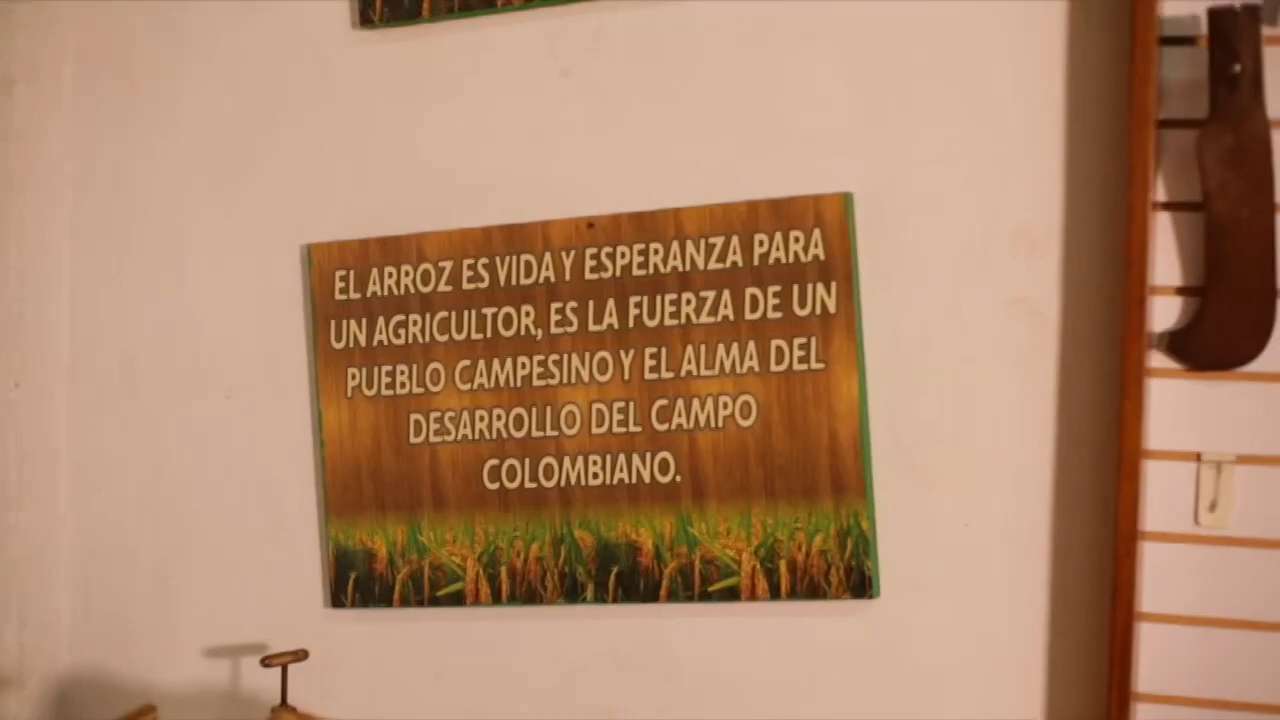 EL ARROZ ES VIDA Y ESPERANZA PARA
UN AGRICULTOR, ES LA FUERZA DE UN
PUEBLO CAMPESINO Y EL ALMA DEL
DESARROLLO DEL CAMPO
COLOMBIANO.